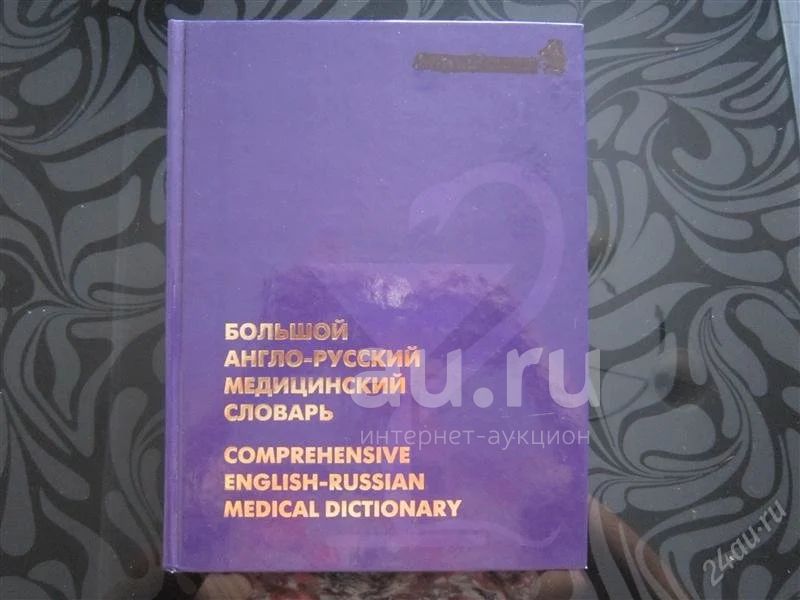 БОЛЬШОЙ
АНГЛО-РУССКИЙ
МЕДИЦИНСКИЙ
СЛОВАРЬ
COMPREHENSIVE
ENGLISH-RUSSIAN
MEDICAL DICTIONARY
au.ru
интернет-аукцион
24au.ru